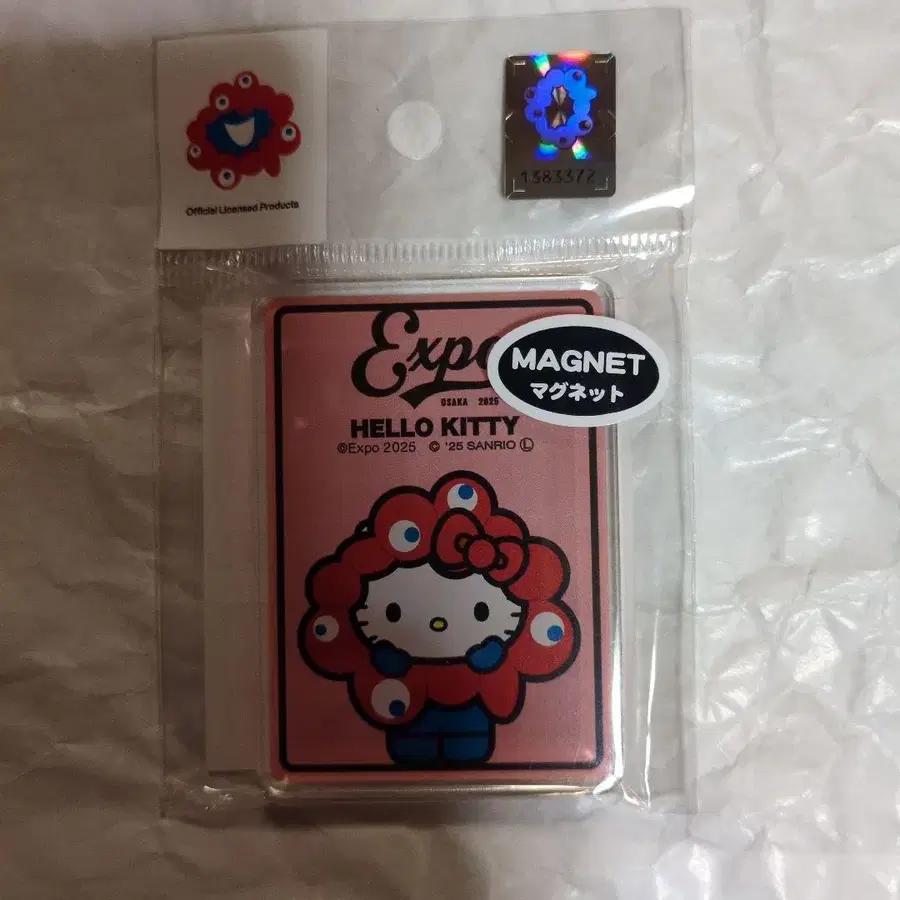 Official Licensed Products
1383372
Expo
OSAKA 2025
HELLO KITTY
©Expo 2025 © '25 SANRIO Ⓛ
MAGNET
マグネット